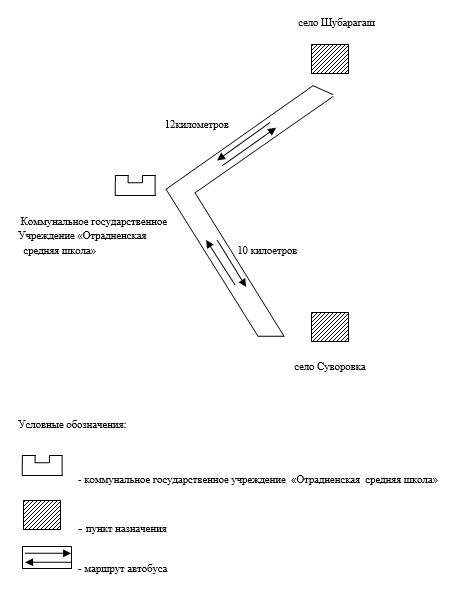 село Шубарагаш
12километров
Коммунальное государственное
Учреждение «Отрадненская
средняя школа»
10 килоетров
село Суворовка
Условные обозначения:
- коммунальное государственное учреждение «Отрадненская средняя школа»
- пункт назначения
- маршрут автобуса